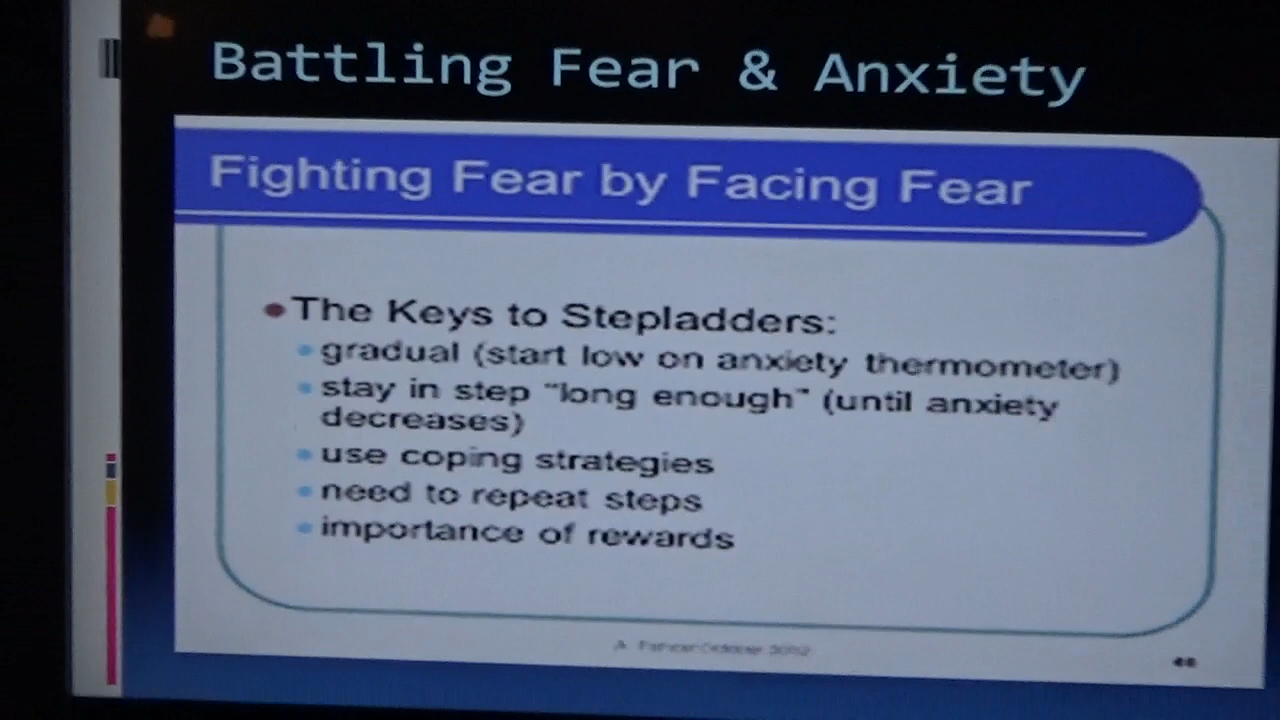 Battling Fear & Anxiety
Fighting Fear by Facing Fear
The Keys to Stepladders:
gradual (start low on anxiety thermometer)
stay in step "long enough" (until anxiety
decreases)
use coping strategies
need to repeat steps
importance of rewards